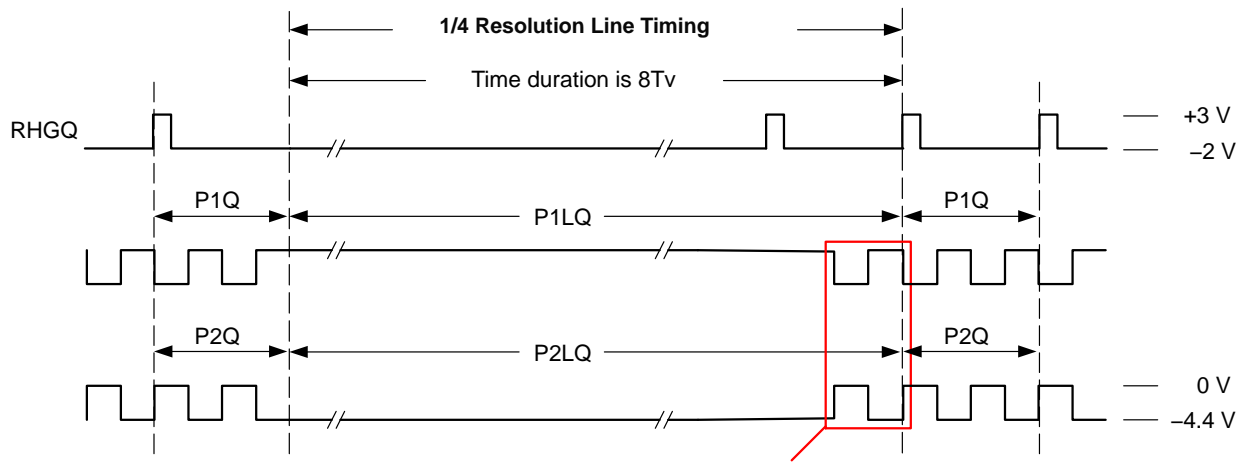 1/4 Resolution Line Timing
Time duration is 8Tv
RHGQ
+3 V
−2 V
P1Q
P1LQ
P1Q
P2Q
P2LQ
P2Q
0 V
−4.4 V